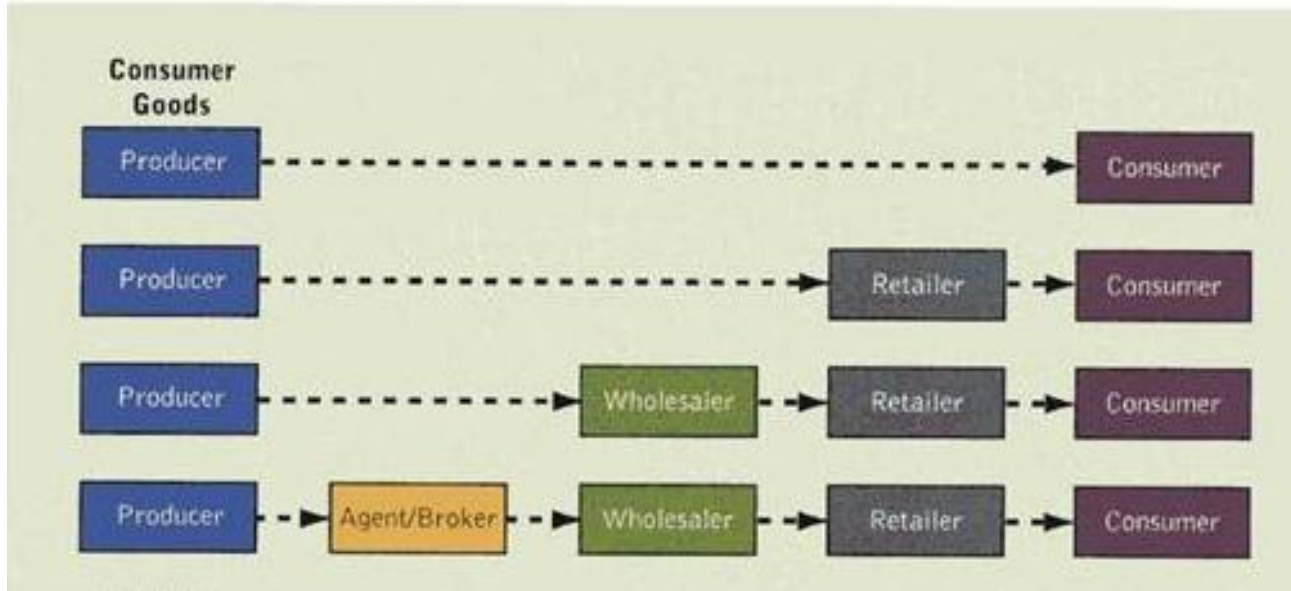 Consumer
Goods
Producer Consumer
Producer Retailer Consumer
Producer Wholesaler Retailer Consumer
Producer Agent/Broker Wholesaler Retailer Consumer